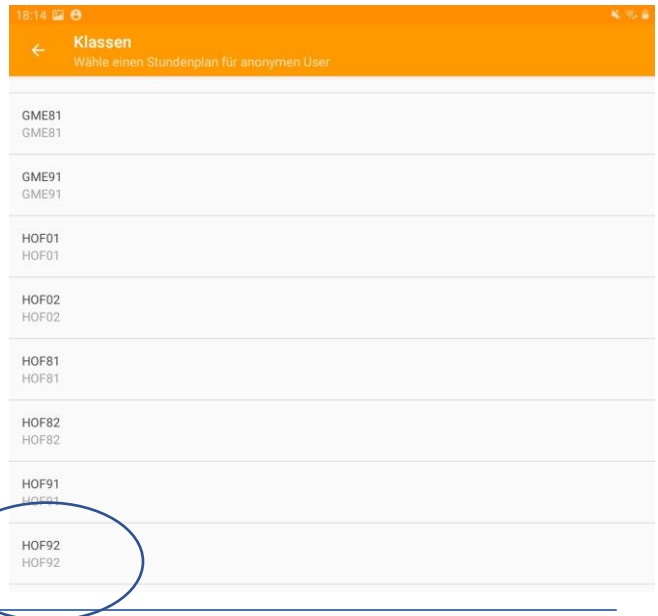 18:14
Klassen
Wähle einen Stundenplan für anonymen User
GME81
GME81
GME91
GME91
HOF01
HOF01
HOF02
HOF02
HOF81
HOF81
HOF82
HOF82
HOF91
HOF91
HOF92
HOF92